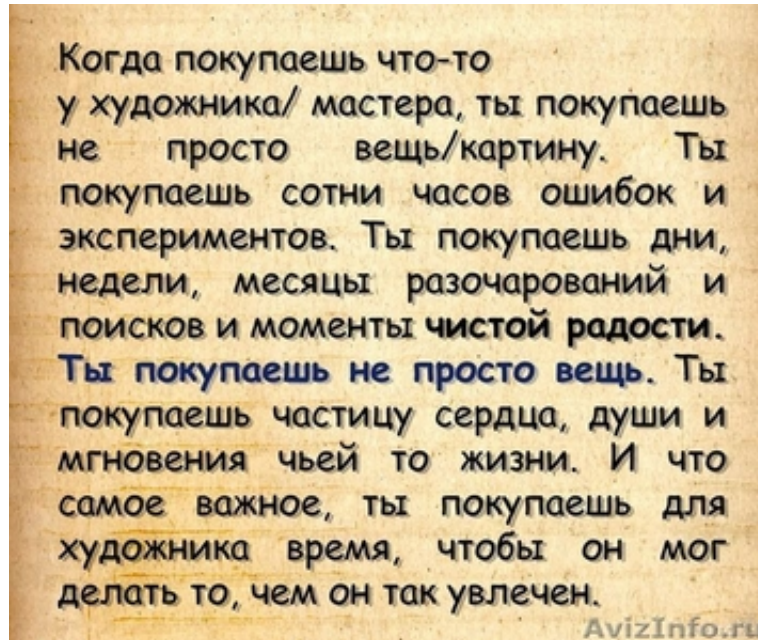 Когда покупаешь что-то
у художника/ мастера, ты покупаешь
не просто вещь/картину. Ты
покупаешь сотни часов ошибок и
экспериментов. Ты покупаешь дни,
недели, месяцы разочарований и
поисков и моменты чистой радости.
Ты покупаешь не просто вещь. Ты
покупаешь частицу сердца, души и
мгновения чьей то жизни. И что
самое важное, ты покупаешь для
художника время, чтобы он мог
делать то, чем он так увлечен.
AvizInfo.ru